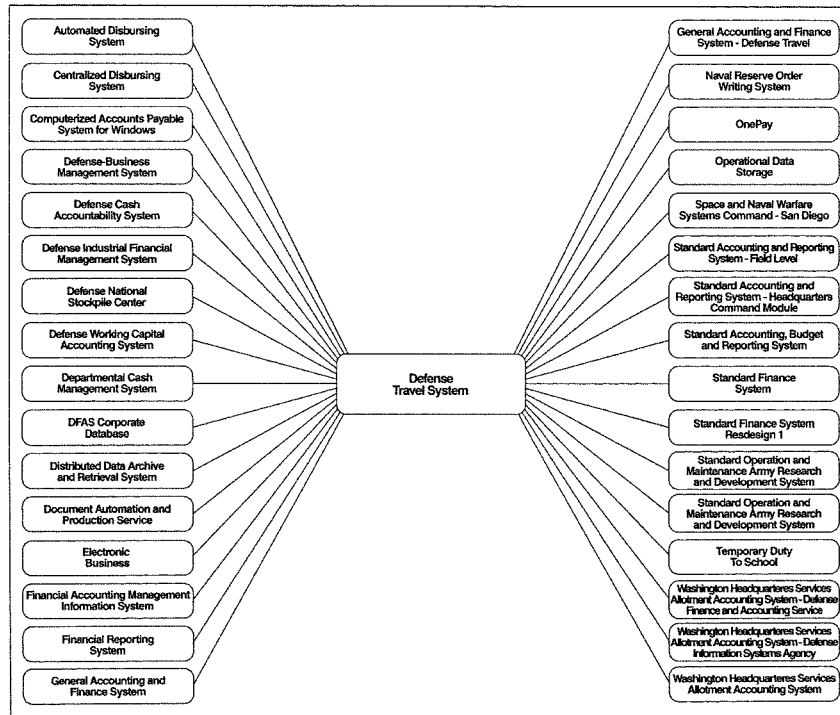 Automated Disbursing
System
Centralized Disbursing
System
Computerized Accounts Payable
System for Windows
Defense-Business
Management System
Defense Cash
Accountability System
Defense Industrial Financial
Management System
Defense National
Stockpile Center
Defense Working Capital
Accounting System
Departmental Cash
Management System
DFAS Corporate
Database
Distributed Data Archive
and Retrieval System
Document Automation and
Production Service
Electronic
Business
Financial Accounting Management
Information System
Financial Reporting
System
General Accounting and
Finance System
Defense
Travel System
General Accounting and Finance
System - Defense Travel
Naval Reserve Order
Writing System
OnePay
Operational Data
Storage
Space and Naval Warfare
Systems Command - San Diego
Standard Accounting and Reporting
System - Field Level
Standard Accounting and
Reporting System - Headquarters
Command Module
Standard Accounting, Budget
and Reporting System
Standard Finance
System
Standard Finance System
Resdesign 1
Standard Operation and
Maintenance Army Research
and Development System
Standard Operation and
Maintenance Army Research
and Development System
Temporary Duty
To School
Washington Headquarteres Services
Allotment Accounting System - Defense
Finance and Accounting Service
Washington Headquarteres Services
Allotment Accounting System - Defense
Information Systems Agency
Washington Headquarteres Services
Allotment Accounting System